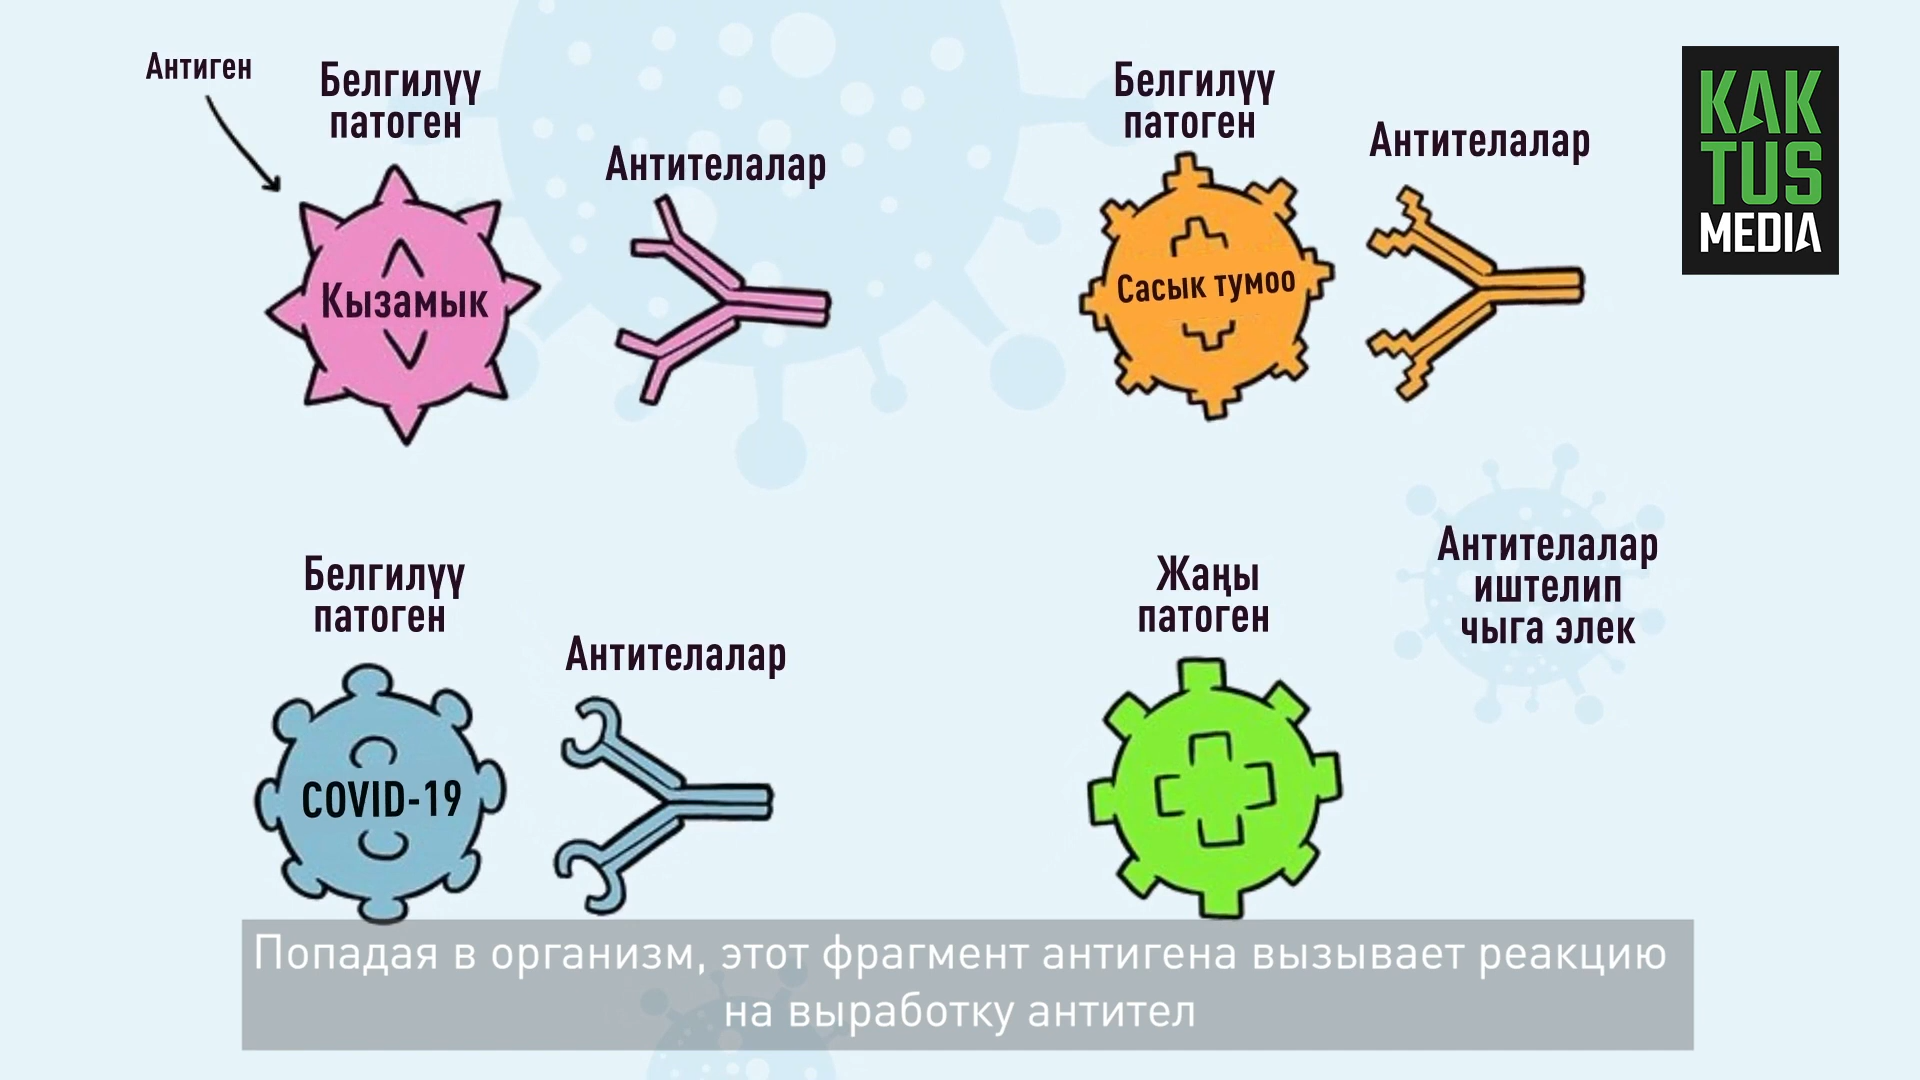 Антиген
Белгилүү
патоген
Антителалар
Кызамык
Белгилүү
патоген
Антителалар
Сасык тумоо
KAK
TUS
MEDIA
Белгилүү
патоген
Антителалар
COVID-19
Жаңы
патоген
Антителалар
иштелип
чыга элек
Попадая в организм, этот фрагмент антигена вызывает реакцию
на выработку антител